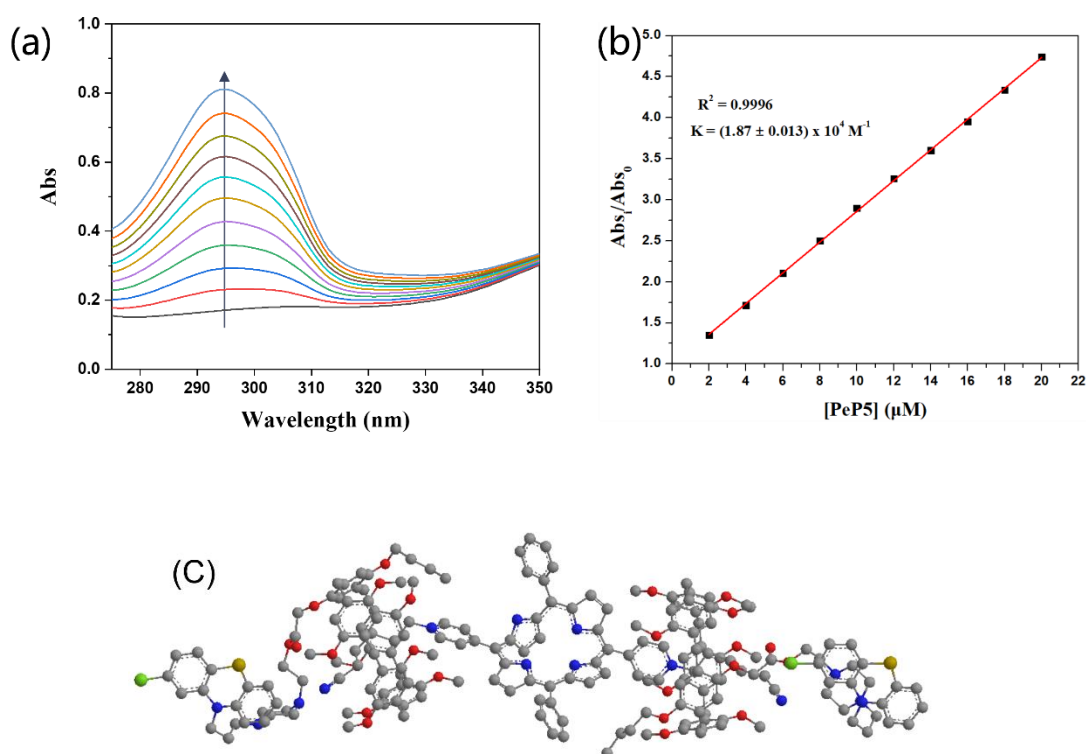 (a)
1.0
0.8
0.6
0.4
0.2
0.0
Abs
280 290 300 310 320 330 340 350
Wavelength (nm)
(b)
5.0
4.5
4.0
3.5
3.0
2.5
2.0
1.5
1.0
Absᵢ/Abs₀
R² = 0.9996
K = (1.87 ± 0.013) x 10⁴ M⁻¹
0 2 4 6 8 10 12 14 16 18 20 22
[PeP5] (μM)
(C)